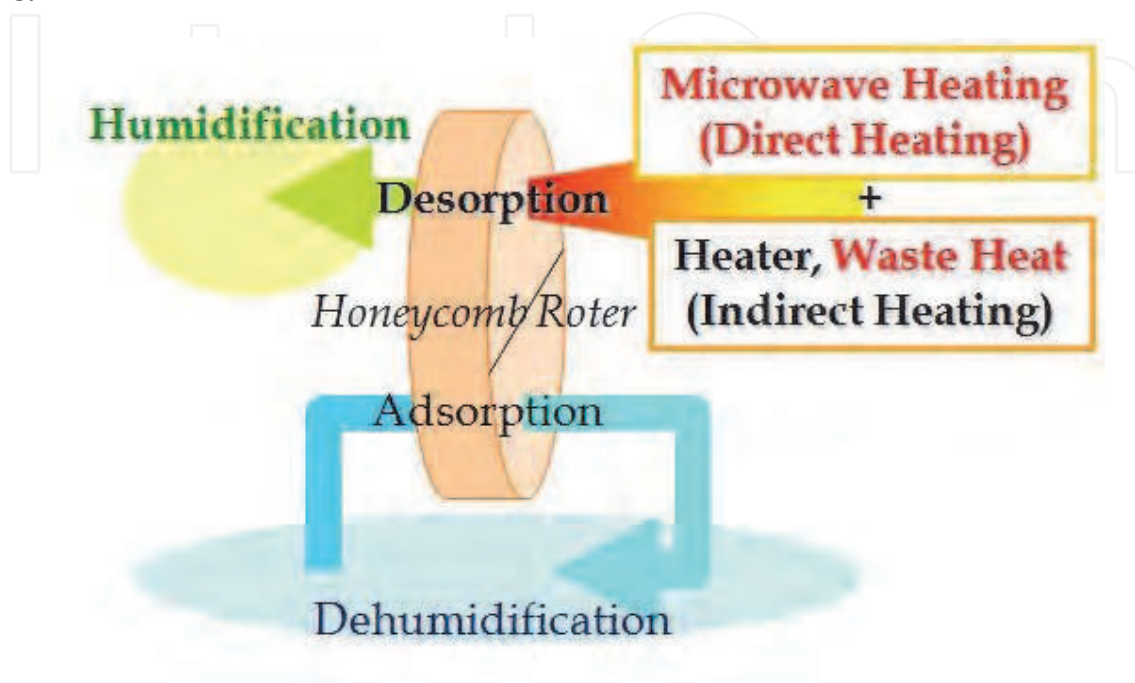 Microwave Heating
(Direct Heating)
Humidification
Desorption
+
Heater, Waste Heat
(Indirect Heating)
Honeycomb Roter
Adsorption
Dehumidification